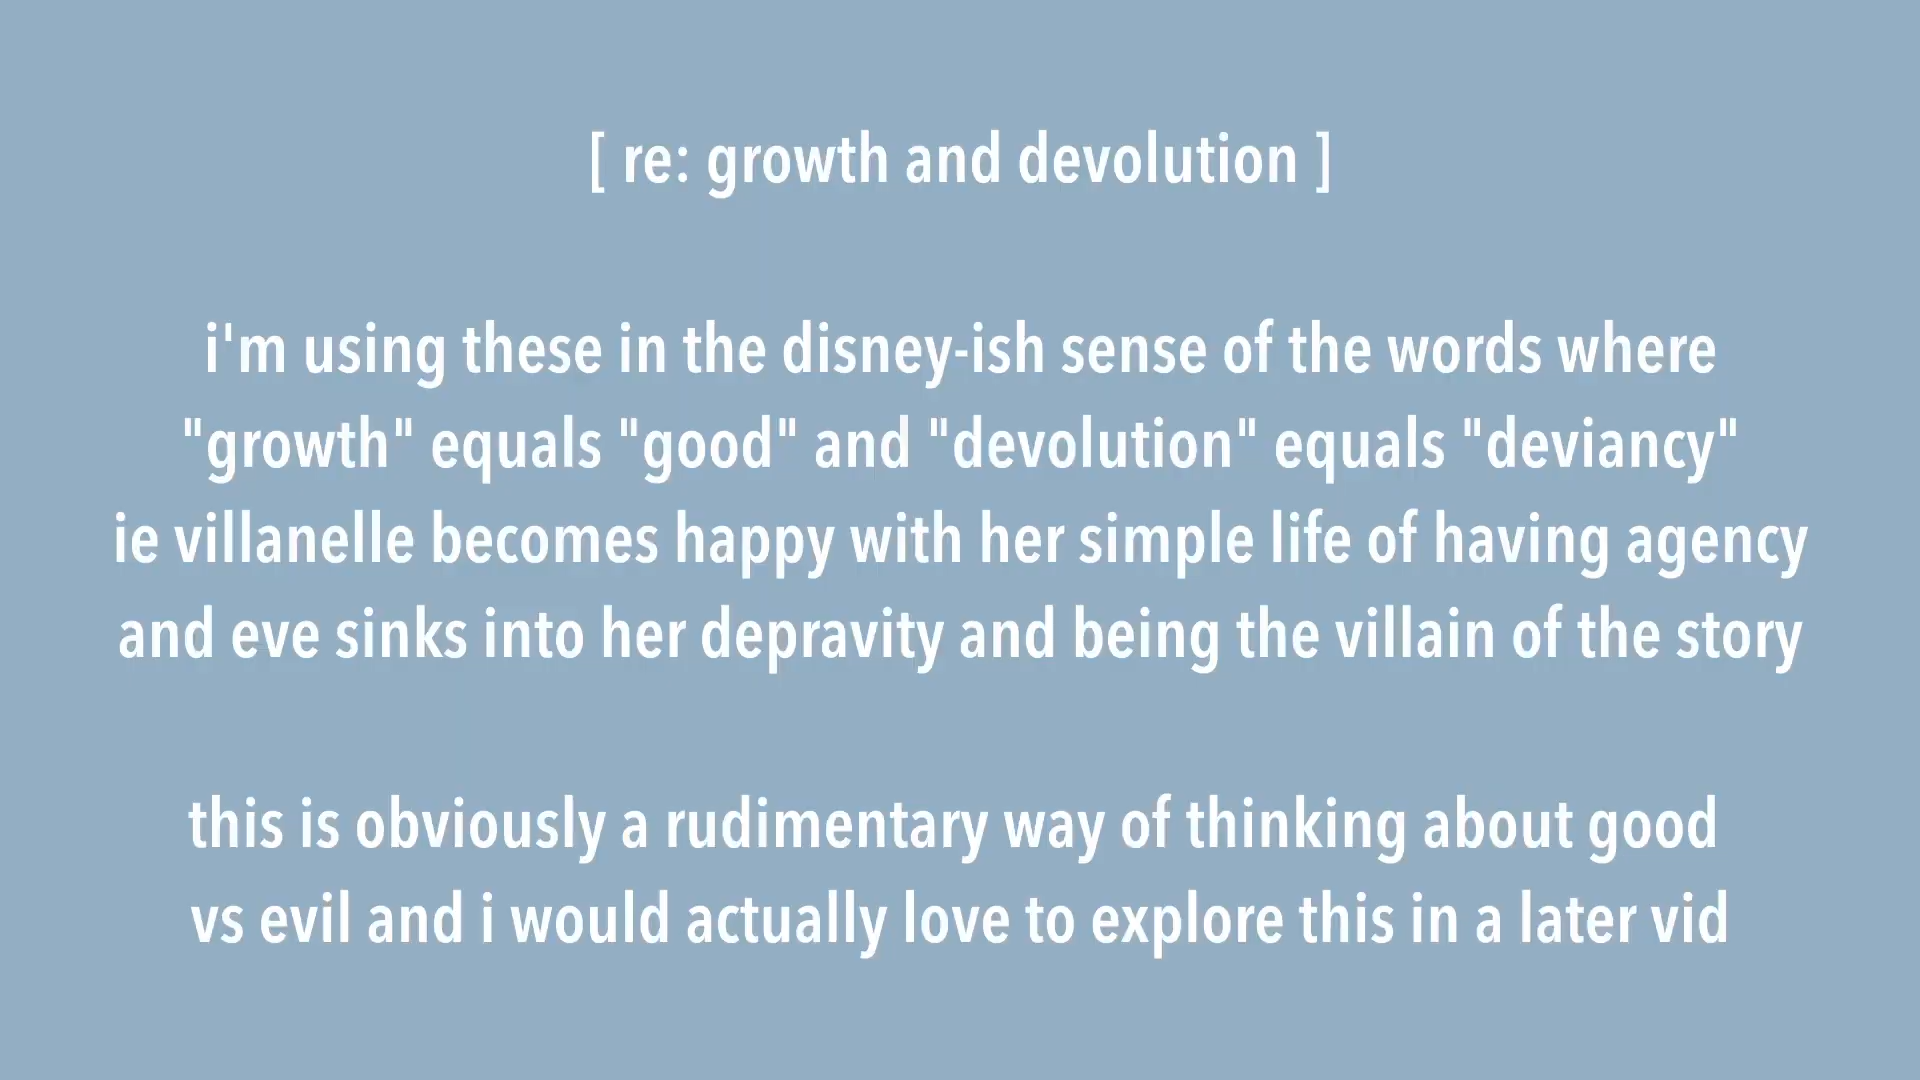 [ re: growth and devolution ]
i'm using these in the disney-ish sense of the words where
"growth" equals "good" and "devolution" equals "deviancy"
ie villanelle becomes happy with her simple life of having agency
and eve sinks into her depravity and being the villain of the story
this is obviously a rudimentary way of thinking about good
vs evil and i would actually love to explore this in a later vid